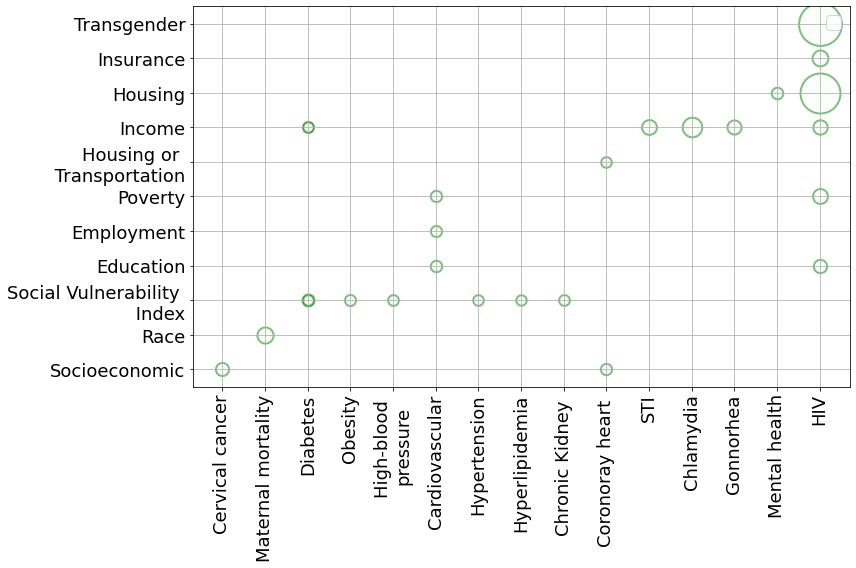 Transgender
Insurance
Housing
Income
Housing or
Transportation
Poverty
Employment
Education
Social Vulnerability
Index
Race
Socioeconomic
Cervical cancer
Maternal mortality
Diabetes
Obesity
High-blood
pressure
Cardiovascular
Hypertension
Hyperlipidemia
Chronic Kidney
Coronoray heart
STI
Chlamydia
Gonnorhea
Mental health
HIV